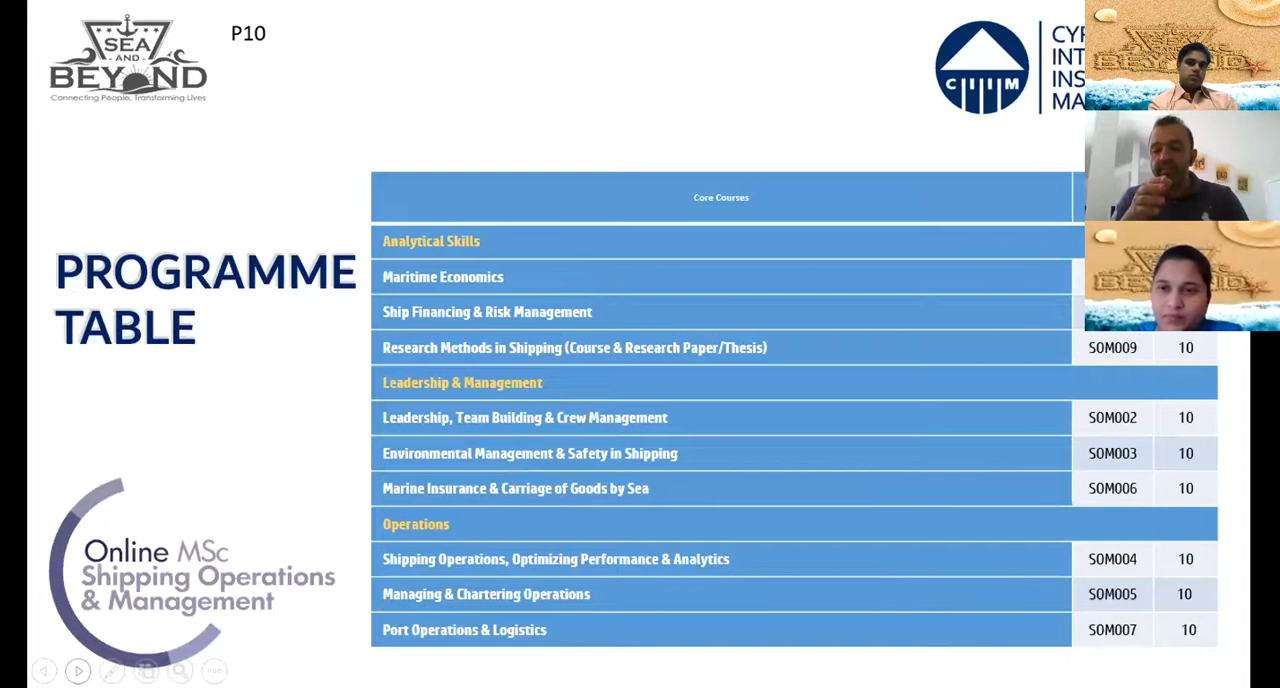 SEA
AND
BEYOND
Connecting People, Transforming Lives
P10
CIIM
INT
INS
MA
Core Courses
PROGRAMME
TABLE
Analytical Skills
Maritime Economics
Ship Financing & Risk Management
Research Methods in Shipping (Course & Research Paper/Thesis) SOM009 10
Leadership & Management
Leadership, Team Building & Crew Management SOM002 10
Environmental Management & Safety in Shipping SOM003 10
Marine Insurance & Carriage of Goods by Sea SOM006 10
Operations
Shipping Operations, Optimizing Performance & Analytics SOM004 10
Managing & Chartering Operations SOM005 10
Port Operations & Logistics SOM007 10
Online MSc
Shipping Operations
& Management